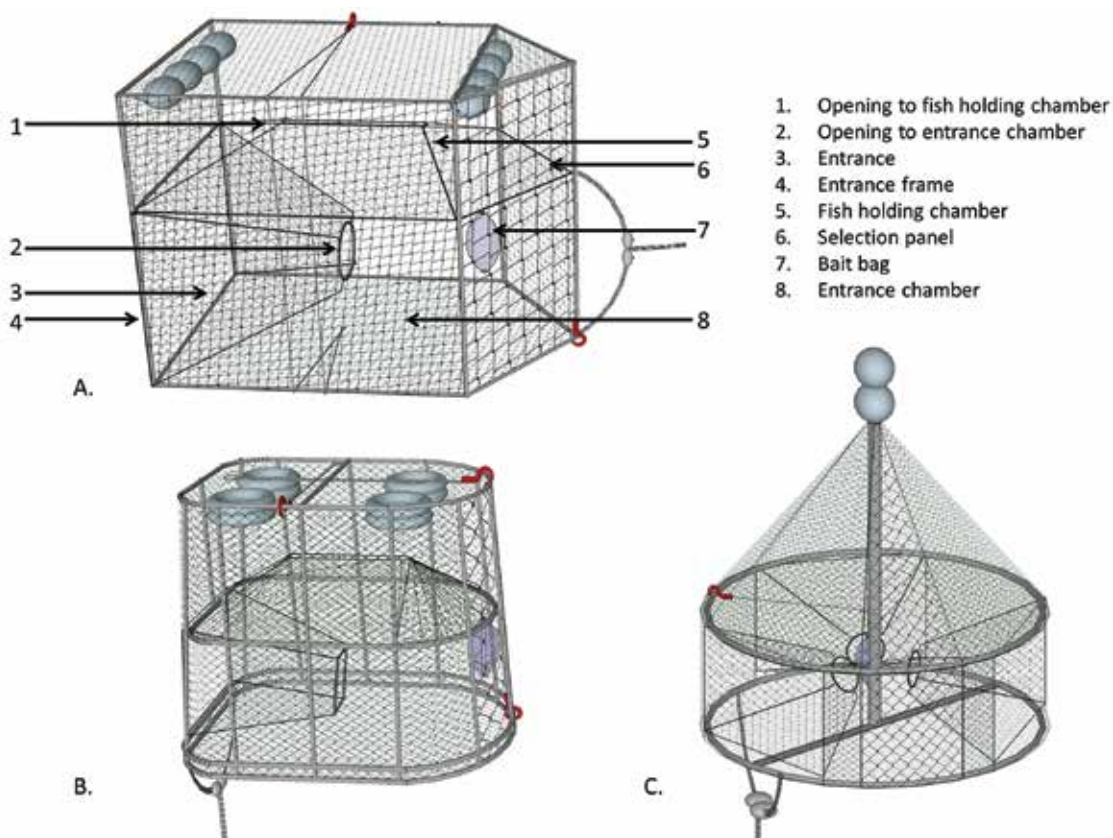 1. Opening to fish holding chamber
2. Opening to entrance chamber
3. Entrance
4. Entrance frame
5. Fish holding chamber
6. Selection panel
7. Bait bag
8. Entrance chamber
1
5
6
2
7
3
4
8
A.
B.
C.